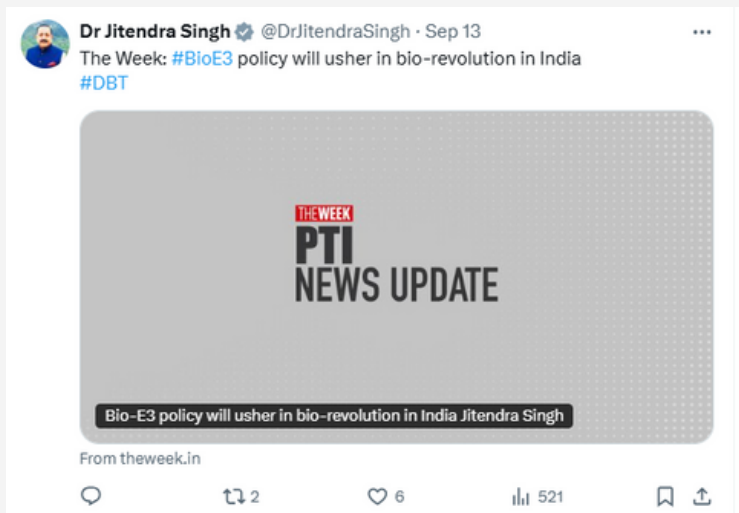 Dr Jitendra Singh @DrJitendraSingh · Sep 13
The Week: #BioE3 policy will usher in bio-revolution in India
#DBT
THE WEEK
PTI
NEWS UPDATE
Bio-E3 policy will usher in bio-revolution in India Jitendra Singh
From theweek.in
2 6 521